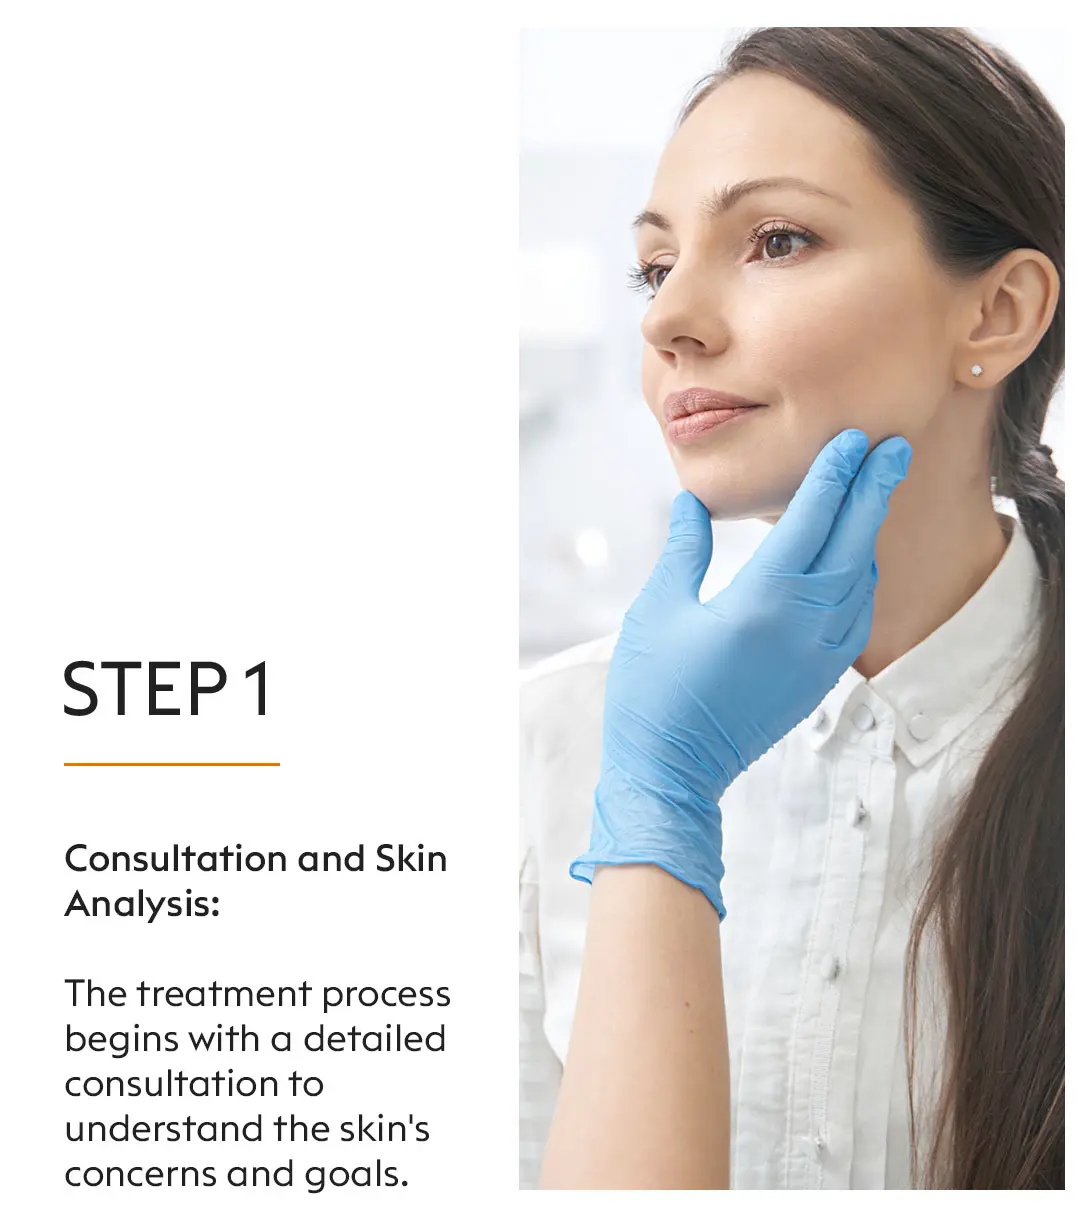 STEP 1
Consultation and Skin
Analysis:
The treatment process
begins with a detailed
consultation to
understand the skin's
concerns and goals.